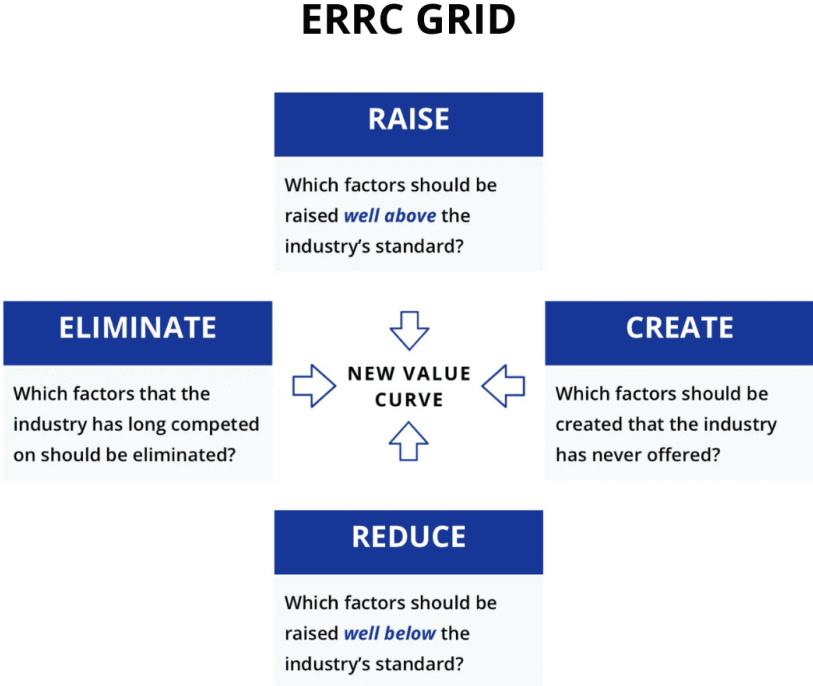 ERRC GRID
RAISE
Which factors should be
raised well above the
industry's standard?
ELIMINATE
Which factors that the
industry has long competed
on should be eliminated?
NEW VALUE
CURVE
CREATE
Which factors should be
created that the industry
has never offered?
REDUCE
Which factors should be
raised well below the
industry's standard?